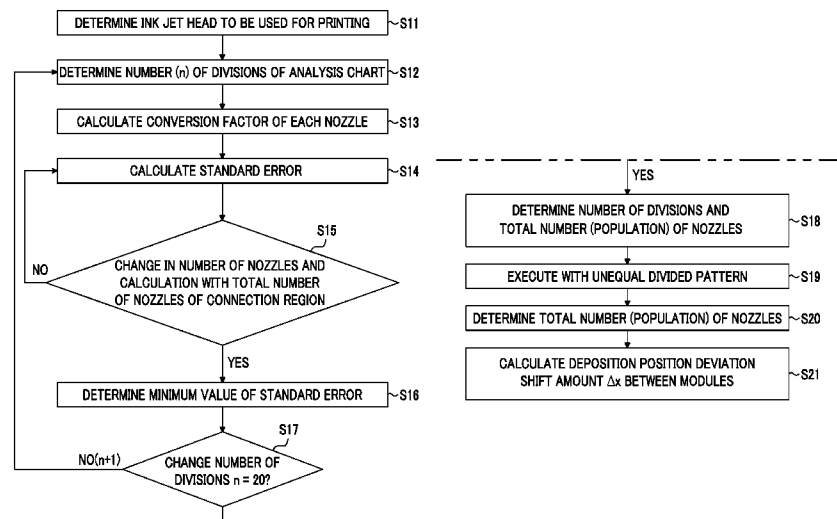 DETERMINE INK JET HEAD TO BE USED FOR PRINTING
S11
DETERMINE NUMBER (n) OF DIVISIONS OF ANALYSIS CHART
S12
CALCULATE CONVERSION FACTOR OF EACH NOZZLE
S13
CALCULATE STANDARD ERROR
S14
S15
CHANGE IN NUMBER OF NOZZLES AND
CALCULATION WITH TOTAL NUMBER
OF NOZZLES OF CONNECTION REGION
NO
YES
DETERMINE MINIMUM VALUE OF STANDARD ERROR
S16
S17
CHANGE NUMBER OF
DIVISIONS n = 20?
NO(n+1)
YES
DETERMINE NUMBER OF DIVISIONS AND
TOTAL NUMBER (POPULATION) OF NOZZLES
S18
EXECUTE WITH UNEQUAL DIVIDED PATTERN
S19
DETERMINE TOTAL NUMBER (POPULATION) OF NOZZLES
S20
CALCULATE DEPOSITION POSITION DEVIATION
SHIFT AMOUNT Δx BETWEEN MODULES
S21